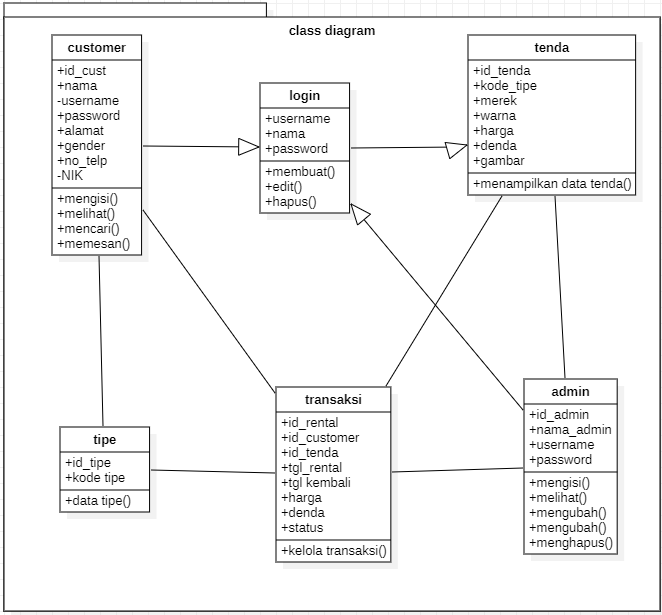 class diagram
customer
+id_cust
+nama
-username
+password
+alamat
+gender
+no_telp
-NIK
+mengisi()
+melihat()
+mencari()
+memesan()
login
+username
+nama
+password
+membuat()
+edit()
+hapus()
tenda
+id_tenda
+kode_tipe
+merek
+warna
+harga
+denda
+gambar
+menampilkan data tenda()
tipe
+id_tipe
+kode tipe
+data tipe()
transaksi
+id_rental
+id_customer
+id_tenda
+tgl_rental
+tgl kembali
+harga
+denda
+status
+kelola transaksi()
admin
+id_admin
+nama_admin
+username
+password
+mengisi()
+melihat()
+mengubah()
+mengubah()
+menghapus()